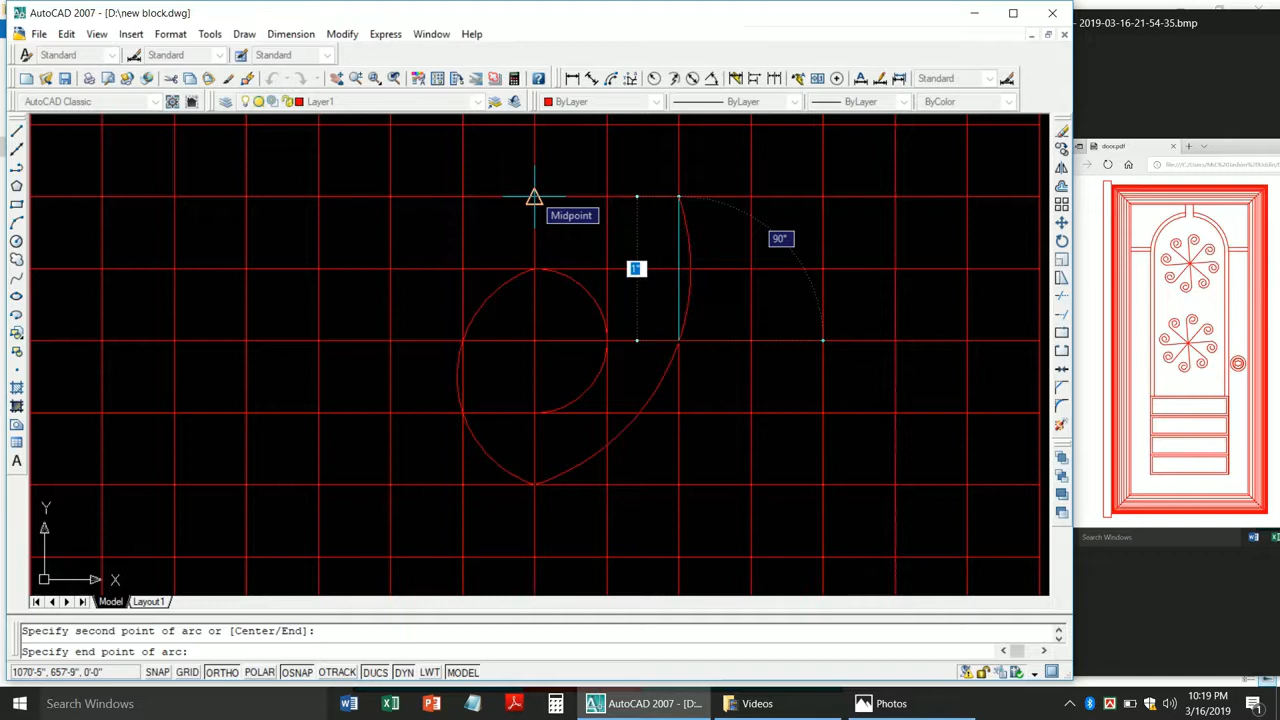 AutoCAD 2007 - [D:\new block.dwg]
- 2019-03-16-21-54-35.bmp
File Edit View Insert Format Tools Draw Dimension Modify Express Window Help
Standard Standard Standard
Standard
AutoCAD Classic Layer1 ByLayer ByLayer ByLayer ByColor
door.pdf
Midpoint
90°
1"
Y
X
Search Windows
Model Layout1
Specify second point of arc or [Center/End]:
Specify end point of arc:
1070'-5", 657'-9", 0'-0" SNAP GRID ORTHO POLAR OSNAP OTRACK DUCS DYN LWT MODEL
Search Windows AutoCAD 2007 - [D:... Videos Photos
10:19 PM
3/16/2019